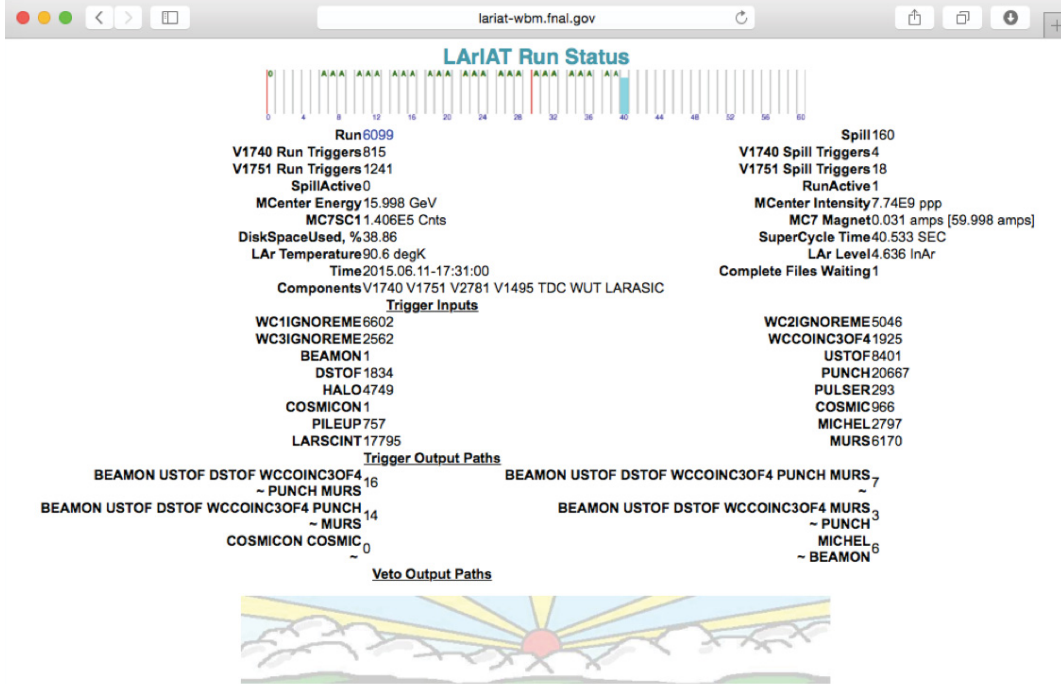 lariat-wbm.fnal.gov
LArIAT Run Status
0 A A A A A A A A A A A A A A A A A A A A A A A A A A
0 4 8 12 16 20 24 28 32 36 40 44 48 52 56 60
Run 6099 Spill 160
V1740 Run Triggers 815 V1740 Spill Triggers 4
V1751 Run Triggers 1241 V1751 Spill Triggers 18
SpillActive 0 RunActive 1
MCenter Energy 15.998 GeV MCenter Intensity 7.74E9 ppp
MC7SC1 1.406E5 Cnts MC7 Magnet 0.031 amps [59.998 amps]
DiskSpaceUsed, % 38.86 SuperCycle Time 40.533 SEC
LAr Temperature 90.6 degK LAr Level 4.636 InAr
Time 2015.06.11-17:31:00 Complete Files Waiting 1
Components V1740 V1751 V2781 V1495 TDC WUT LARASIC
Trigger Inputs
WC1IGNOREME 6602 WC2IGNOREME 5046
WC3IGNOREME 2562 WCCOINC3OF4 1925
BEAMON 1 USTOF 8401
DSTOF 1834 PUNCH 20667
HALO 4749 PULSER 293
COSMICON 1 COSMIC 966
PILEUP 757 MICHEL 2797
LARSCINT 17795 MURS 6170
Trigger Output Paths
BEAMON USTOF DSTOF WCCOINC3OF4 16 BEAMON USTOF DSTOF WCCOINC3OF4 PUNCH MURS 7
~ PUNCH MURS ~
BEAMON USTOF DSTOF WCCOINC3OF4 PUNCH 14 BEAMON USTOF DSTOF WCCOINC3OF4 MURS 3
~ MURS ~ PUNCH
COSMICON COSMIC 0 MICHEL 6
~ ~ BEAMON
Veto Output Paths